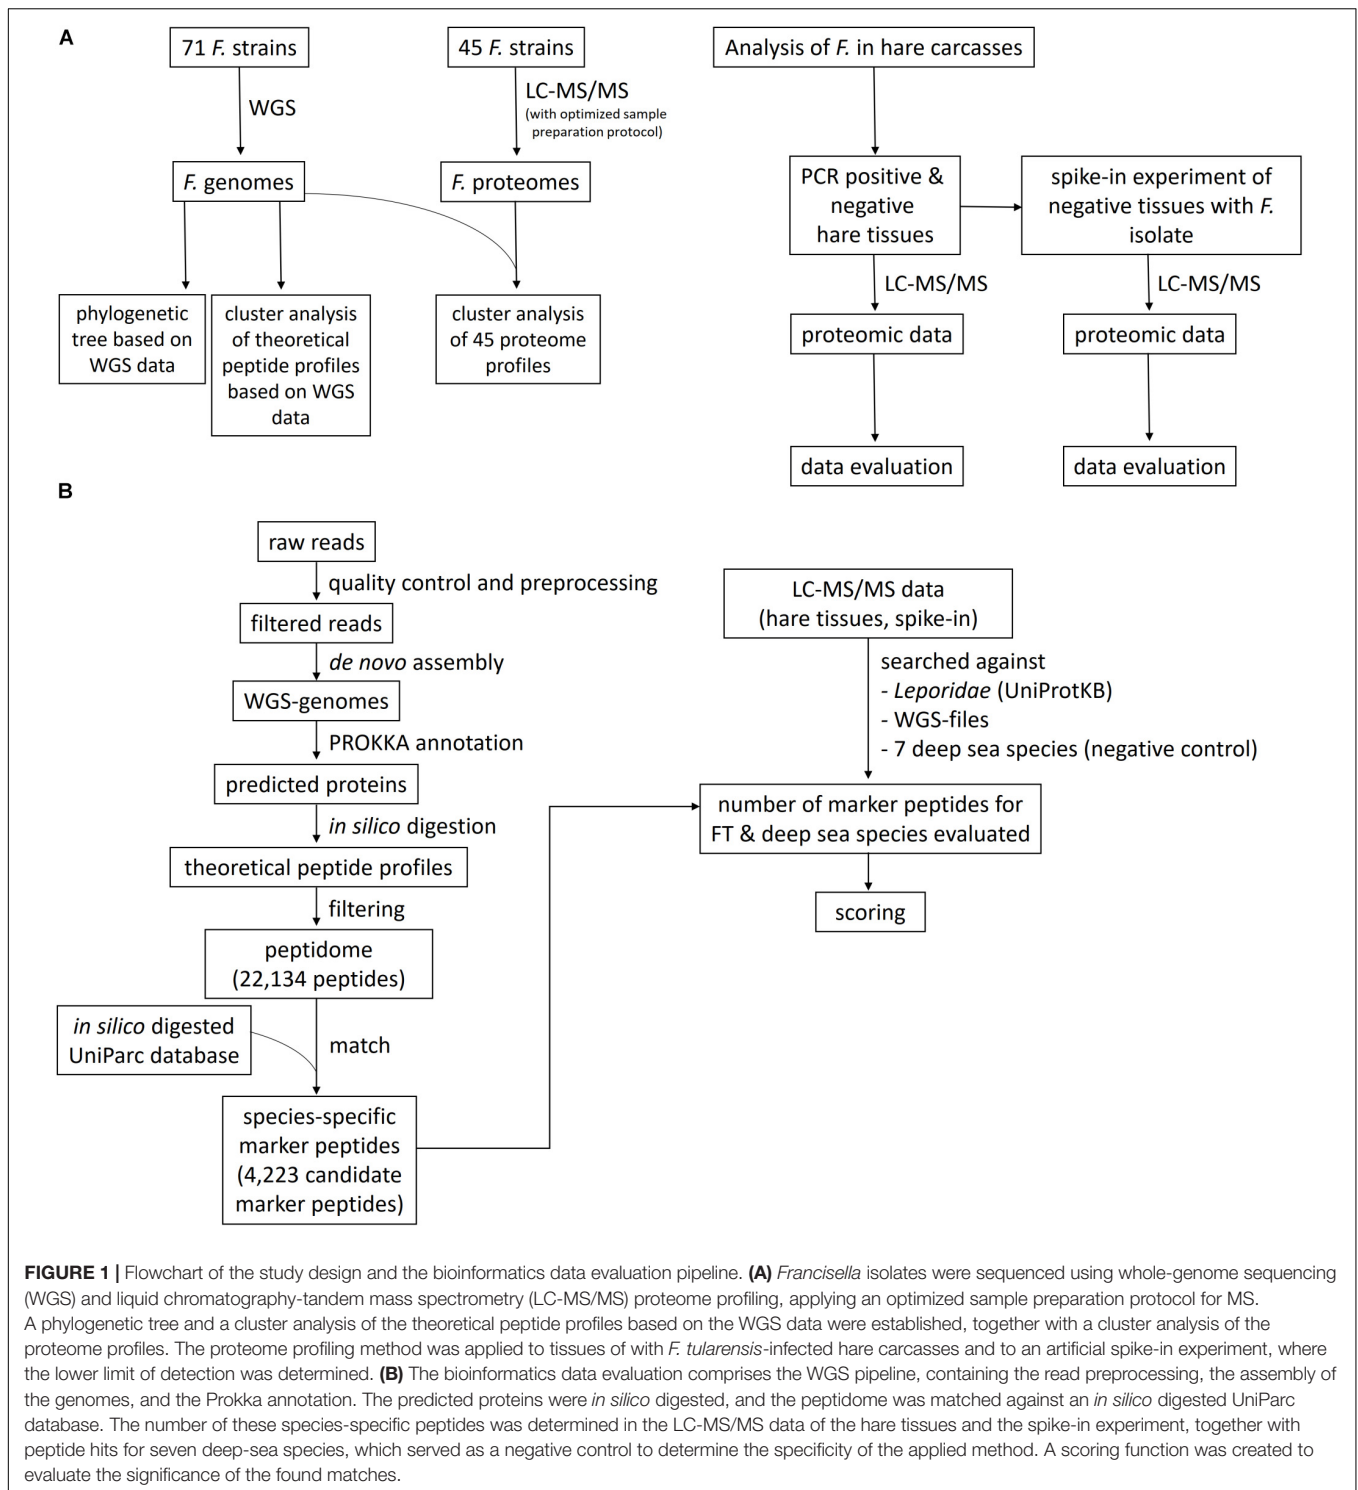 A
71 F. strains
WGS
F. genomes
phylogenetic
tree based on
WGS data
cluster analysis
of theoretical
peptide profiles
based on WGS
data
45 F. strains
LC-MS/MS
(with optimized sample
preparation protocol)
F. proteomes
cluster analysis
of 45 proteome
profiles
Analysis of F. in hare carcasses
PCR positive &
negative
hare tissues
LC-MS/MS
proteomic data
data evaluation
spike-in experiment of
negative tissues with F.
isolate
LC-MS/MS
proteomic data
data evaluation
B
raw reads
quality control and preprocessing
filtered reads
de novo assembly
WGS-genomes
PROKKA annotation
predicted proteins
in silico digestion
theoretical peptide profiles
filtering
peptidome
(22,134 peptides)
in silico digested
UniParc database
match
species-specific
marker peptides
(4,223 candidate
marker peptides)
LC-MS/MS data
(hare tissues, spike-in)
searched against
- Leporidae (UniProtKB)
- WGS-files
- 7 deep sea species (negative control)
number of marker peptides for
FT & deep sea species evaluated
scoring
FIGURE 1 | Flowchart of the study design and the bioinformatics data evaluation pipeline. (A) Francisella isolates were sequenced using whole-genome sequencing
(WGS) and liquid chromatography-tandem mass spectrometry (LC-MS/MS) proteome profiling, applying an optimized sample preparation protocol for MS.
A phylogenetic tree and a cluster analysis of the theoretical peptide profiles based on the WGS data were established, together with a cluster analysis of the
proteome profiles. The proteome profiling method was applied to tissues of with F. tularensis-infected hare carcasses and to an artificial spike-in experiment, where
the lower limit of detection was determined. (B) The bioinformatics data evaluation comprises the WGS pipeline, containing the read preprocessing, the assembly of
the genomes, and the Prokka annotation. The predicted proteins were in silico digested, and the peptidome was matched against an in silico digested UniParc
database. The number of these species-specific peptides was determined in the LC-MS/MS data of the hare tissues and the spike-in experiment, together with
peptide hits for seven deep-sea species, which served as a negative control to determine the specificity of the applied method. A scoring function was created to
evaluate the significance of the found matches.